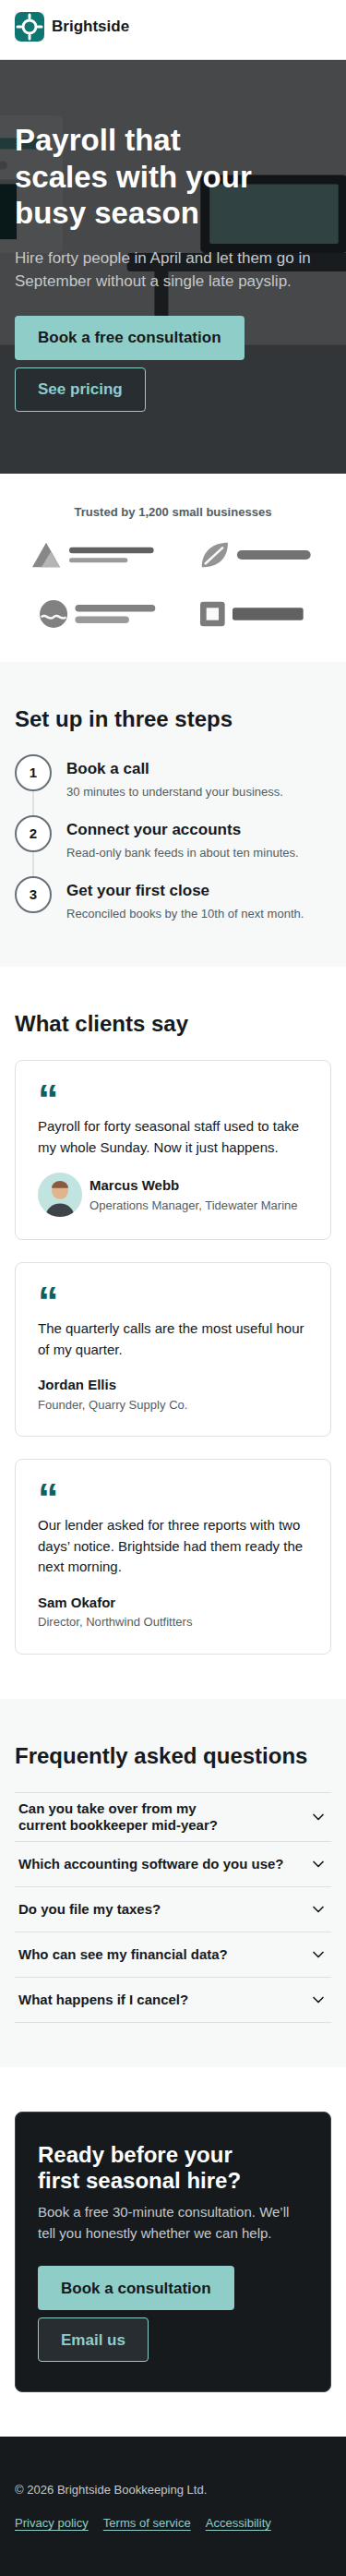 Brightside
Payroll that
scales with your
busy season
Hire forty people in April and let them go in
September without a single late payslip.
Book a free consultation
See pricing
Trusted by 1,200 small businesses
Set up in three steps
1
Book a call
30 minutes to understand your business.
2
Connect your accounts
Read-only bank feeds in about ten minutes.
3
Get your first close
Reconciled books by the 10th of next month.
What clients say
“
Payroll for forty seasonal staff used to take
my whole Sunday. Now it just happens.
Marcus Webb
Operations Manager, Tidewater Marine
“
The quarterly calls are the most useful hour
of my quarter.
Jordan Ellis
Founder, Quarry Supply Co.
“
Our lender asked for three reports with two
days’ notice. Brightside had them ready the
next morning.
Sam Okafor
Director, Northwind Outfitters
Frequently asked questions
Can you take over from my
current bookkeeper mid-year?
Which accounting software do you use?
Do you file my taxes?
Who can see my financial data?
What happens if I cancel?
Ready before your
first seasonal hire?
Book a free 30-minute consultation. We’ll
tell you honestly whether we can help.
Book a consultation
Email us
© 2026 Brightside Bookkeeping Ltd.
Privacy policy Terms of service Accessibility